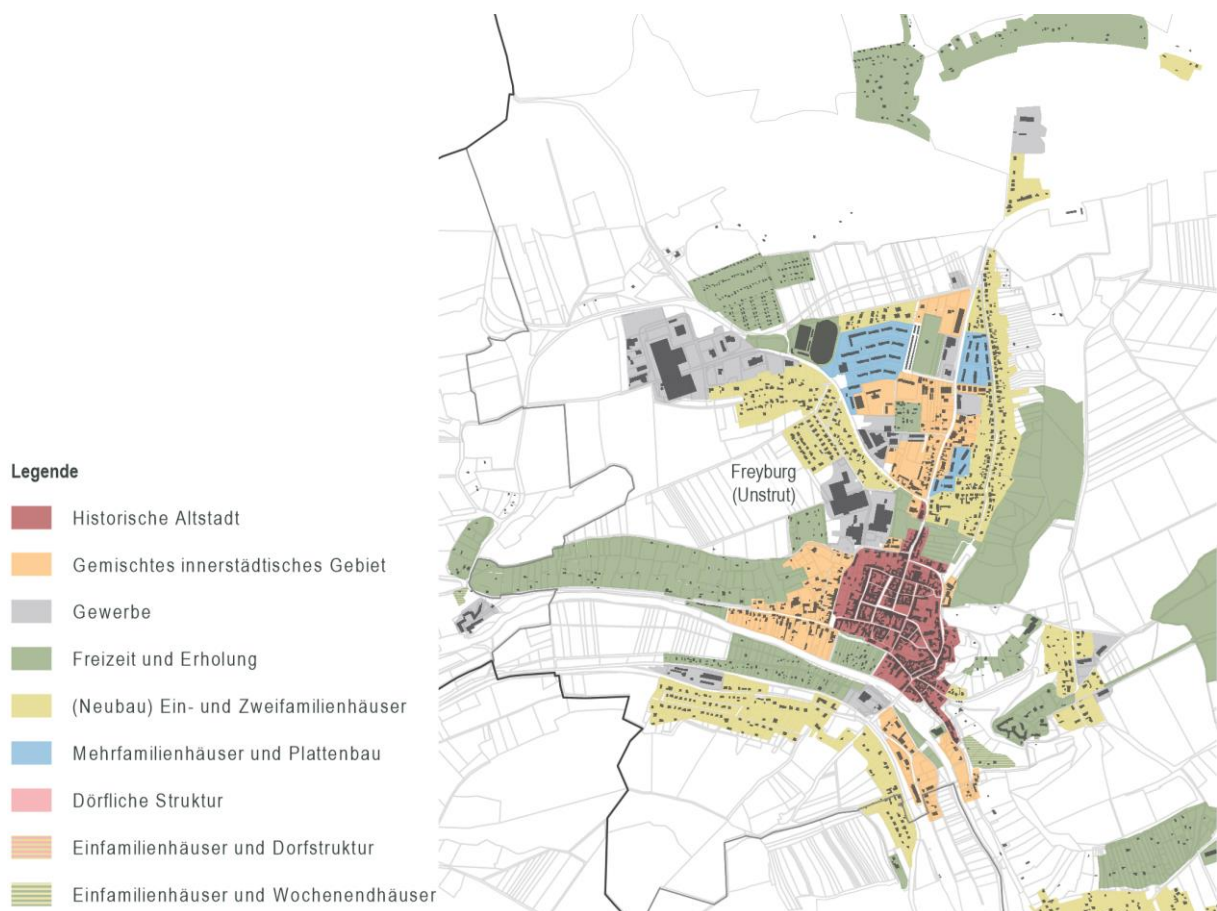 Freyburg
(Unstrut)
Legende
Historische Altstadt
Gemischtes innerstädtisches Gebiet
Gewerbe
Freizeit und Erholung
(Neubau) Ein- und Zweifamilienhäuser
Mehrfamilienhäuser und Plattenbau
Dörfliche Struktur
Einfamilienhäuser und Dorfstruktur
Einfamilienhäuser und Wochenendhäuser